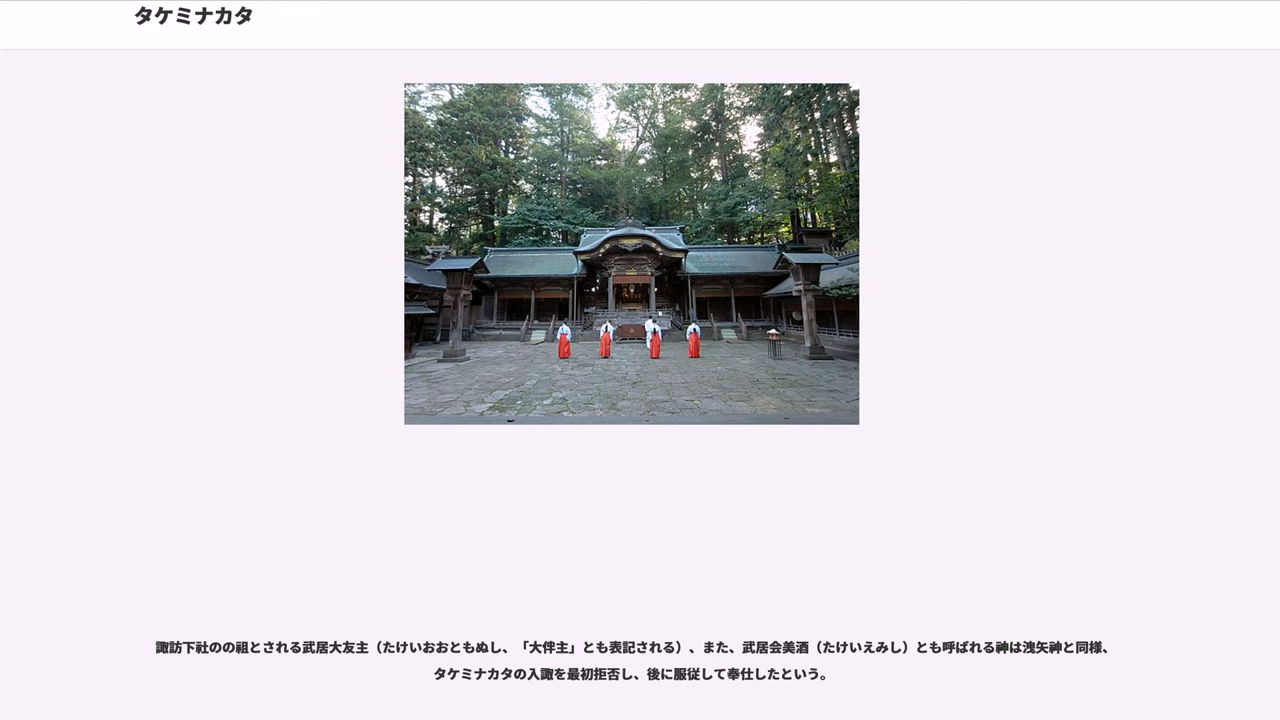 タケミナカタ
諏訪下社のの祖とされる武居大友主（たけいおおともぬし、「大伴主」とも表記される）、また、武居会美酒（たけいえみし）とも呼ばれる神は洩矢神と同様、
タケミナカタの入諏を最初拒否し、後に服従して奉仕したという。